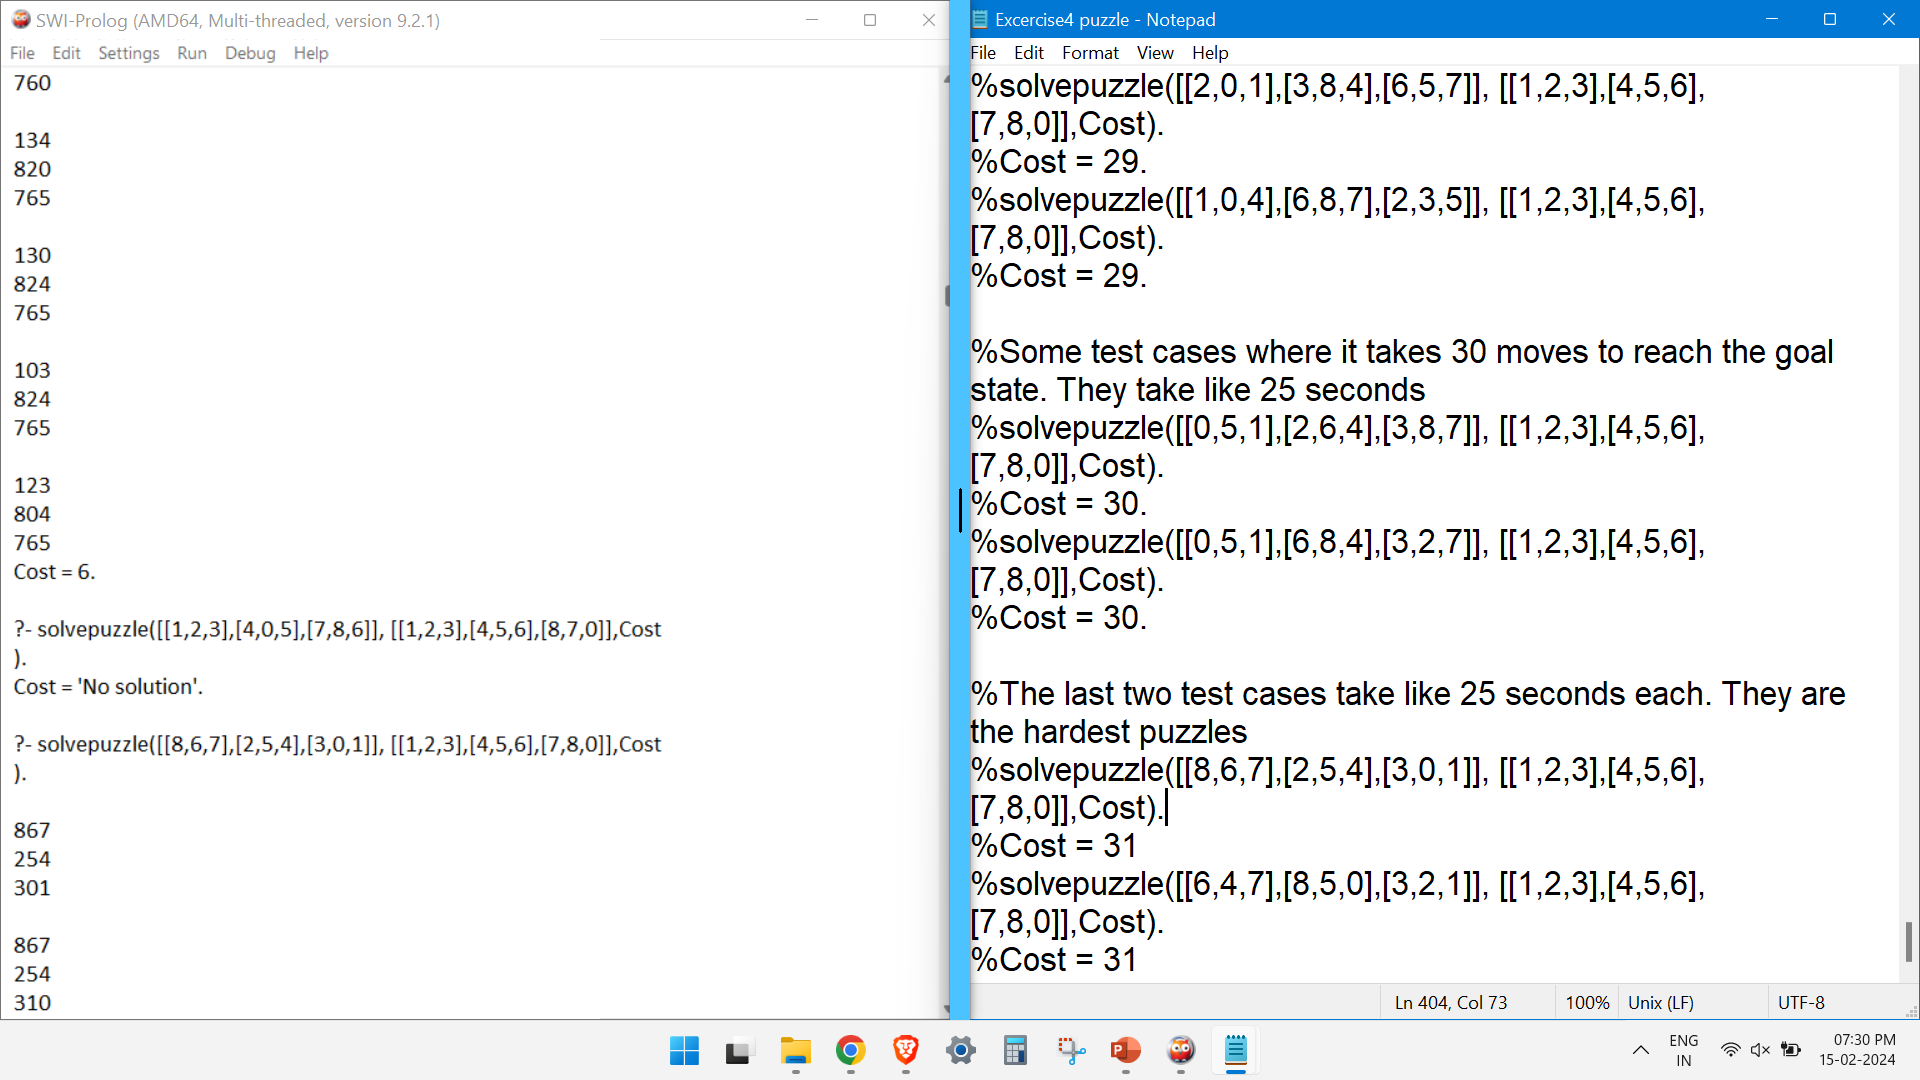 SWI-Prolog (AMD64, Multi-threaded, version 9.2.1)
File Edit Settings Run Debug Help
760
134
820
765
130
824
765
103
824
765
123
804
765
Cost = 6.
?- solvepuzzle([[1,2,3],[4,0,5],[7,8,6]], [[1,2,3],[4,5,6],[8,7,0]],Cost
).
Cost = 'No solution'.
?- solvepuzzle([[8,6,7],[2,5,4],[3,0,1]], [[1,2,3],[4,5,6],[7,8,0]],Cost
).
867
254
301
867
254
310
Excercise4 puzzle - Notepad
File Edit Format View Help
%solvepuzzle([[2,0,1],[3,8,4],[6,5,7]], [[1,2,3],[4,5,6],
[7,8,0]],Cost).
%Cost = 29.
%solvepuzzle([[1,0,4],[6,8,7],[2,3,5]], [[1,2,3],[4,5,6],
[7,8,0]],Cost).
%Cost = 29.
%Some test cases where it takes 30 moves to reach the goal
state. They take like 25 seconds
%solvepuzzle([[0,5,1],[2,6,4],[3,8,7]], [[1,2,3],[4,5,6],
[7,8,0]],Cost).
%Cost = 30.
%solvepuzzle([[0,5,1],[6,8,4],[3,2,7]], [[1,2,3],[4,5,6],
[7,8,0]],Cost).
%Cost = 30.
%The last two test cases take like 25 seconds each. They are
the hardest puzzles
%solvepuzzle([[8,6,7],[2,5,4],[3,0,1]], [[1,2,3],[4,5,6],
[7,8,0]],Cost).
%Cost = 31
%solvepuzzle([[6,4,7],[8,5,0],[3,2,1]], [[1,2,3],[4,5,6],
[7,8,0]],Cost).
%Cost = 31
Ln 404, Col 73 100% Unix (LF) UTF-8
ENG
IN
07:30 PM
15-02-2024